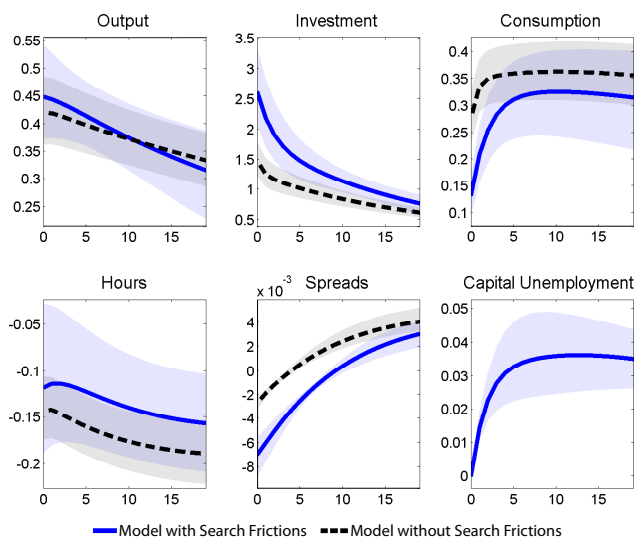 Output Investment Consumption
0.55 3.5 0.4
0.5 3 0.35
0.45 2.5 0.3
0.4 2 0.25
0.35 1.5 0.2
0.3 1 0.15
0.25 0.5 0.1
0 5 10 15 0 5 10 15 0 5 10 15
Hours Spreads Capital Unemployment
x 10⁻³
-0.05 4 0.05
-0.1 2 0.04
-0.15 0 0.03
-0.2 -2 0.02
-4 0.01
-6 0
-8
0 5 10 15 0 5 10 15 0 5 10 15
Model with Search Frictions Model without Search Frictions